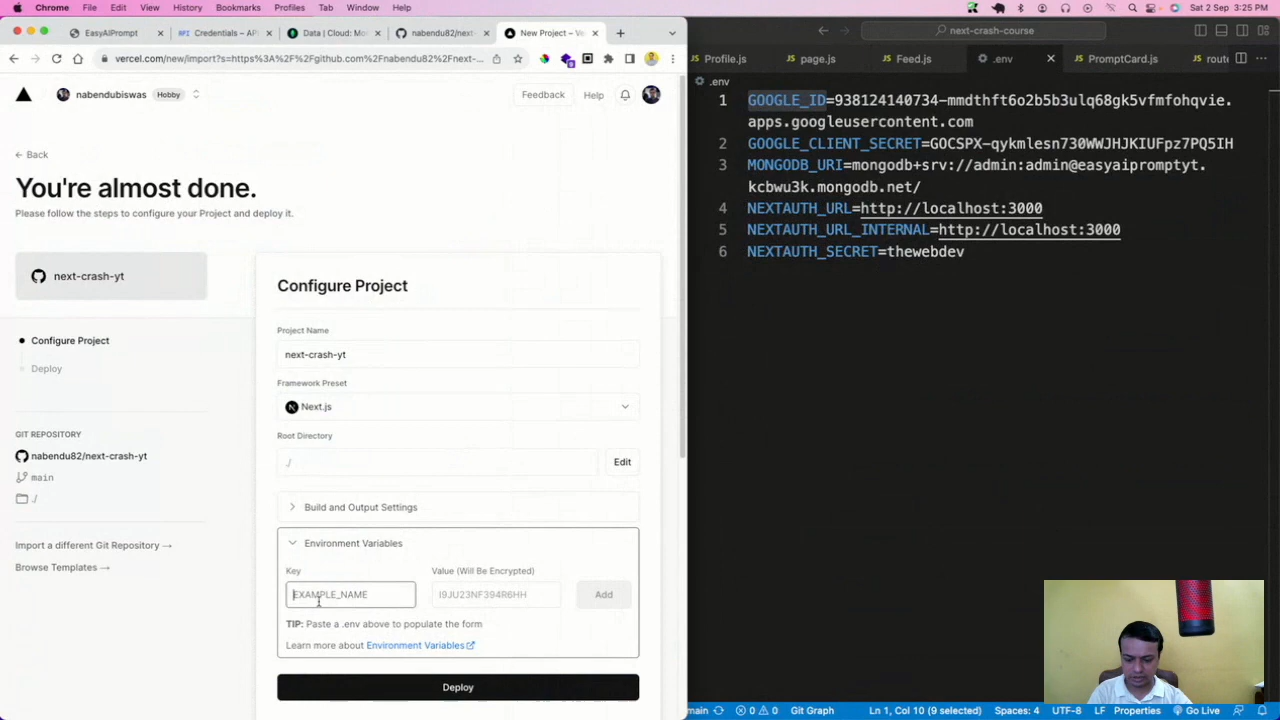 Chrome File Edit View History Bookmarks Profiles Tab Window Help
Sat 2 Sep 3:25 PM
EasyAIPrompt
Credentials – API
Data | Cloud: Mo
nabendu82/next-
New Project – Ve
vercel.com/new/import?s=https%3A%2F%2Fgithub.com%2Fnabendu82%2Fnext-...
nabendubiswas Hobby
Feedback Help
← Back
You're almost done.
Please follow the steps to configure your Project and deploy it.
next-crash-yt
Configure Project
Deploy
GIT REPOSITORY
nabendu82/next-crash-yt
main
./
Import a different Git Repository →
Browse Templates →
Configure Project
Project Name
next-crash-yt
Framework Preset
Next.js
Root Directory
./
Edit
Build and Output Settings
Environment Variables
Key Value (Will Be Encrypted)
EXAMPLE_NAME I9JU23NF394R6HH Add
TIP: Paste a .env above to populate the form
Learn more about Environment Variables
Deploy
next-crash-course
Profile.js page.js Feed.js .env PromptCard.js route
.env
1 GOOGLE_ID=938124140734-mmdthft6o2b5b3ulq68gk5vfmfohqvie.
apps.googleusercontent.com
2 GOOGLE_CLIENT_SECRET=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
3 MONGODB_URI=mongodb+srv://admin:admin@easyaipromptyt.
kcbwu3k.mongodb.net/
4 NEXTAUTH_URL=http://localhost:3000
5 NEXTAUTH_URL_INTERNAL=http://localhost:3000
6 NEXTAUTH_SECRET=thewebdev
main 0 0 Git Graph Ln 1, Col 10 (9 selected) Spaces: 4 UTF-8 LF Properties Go Live